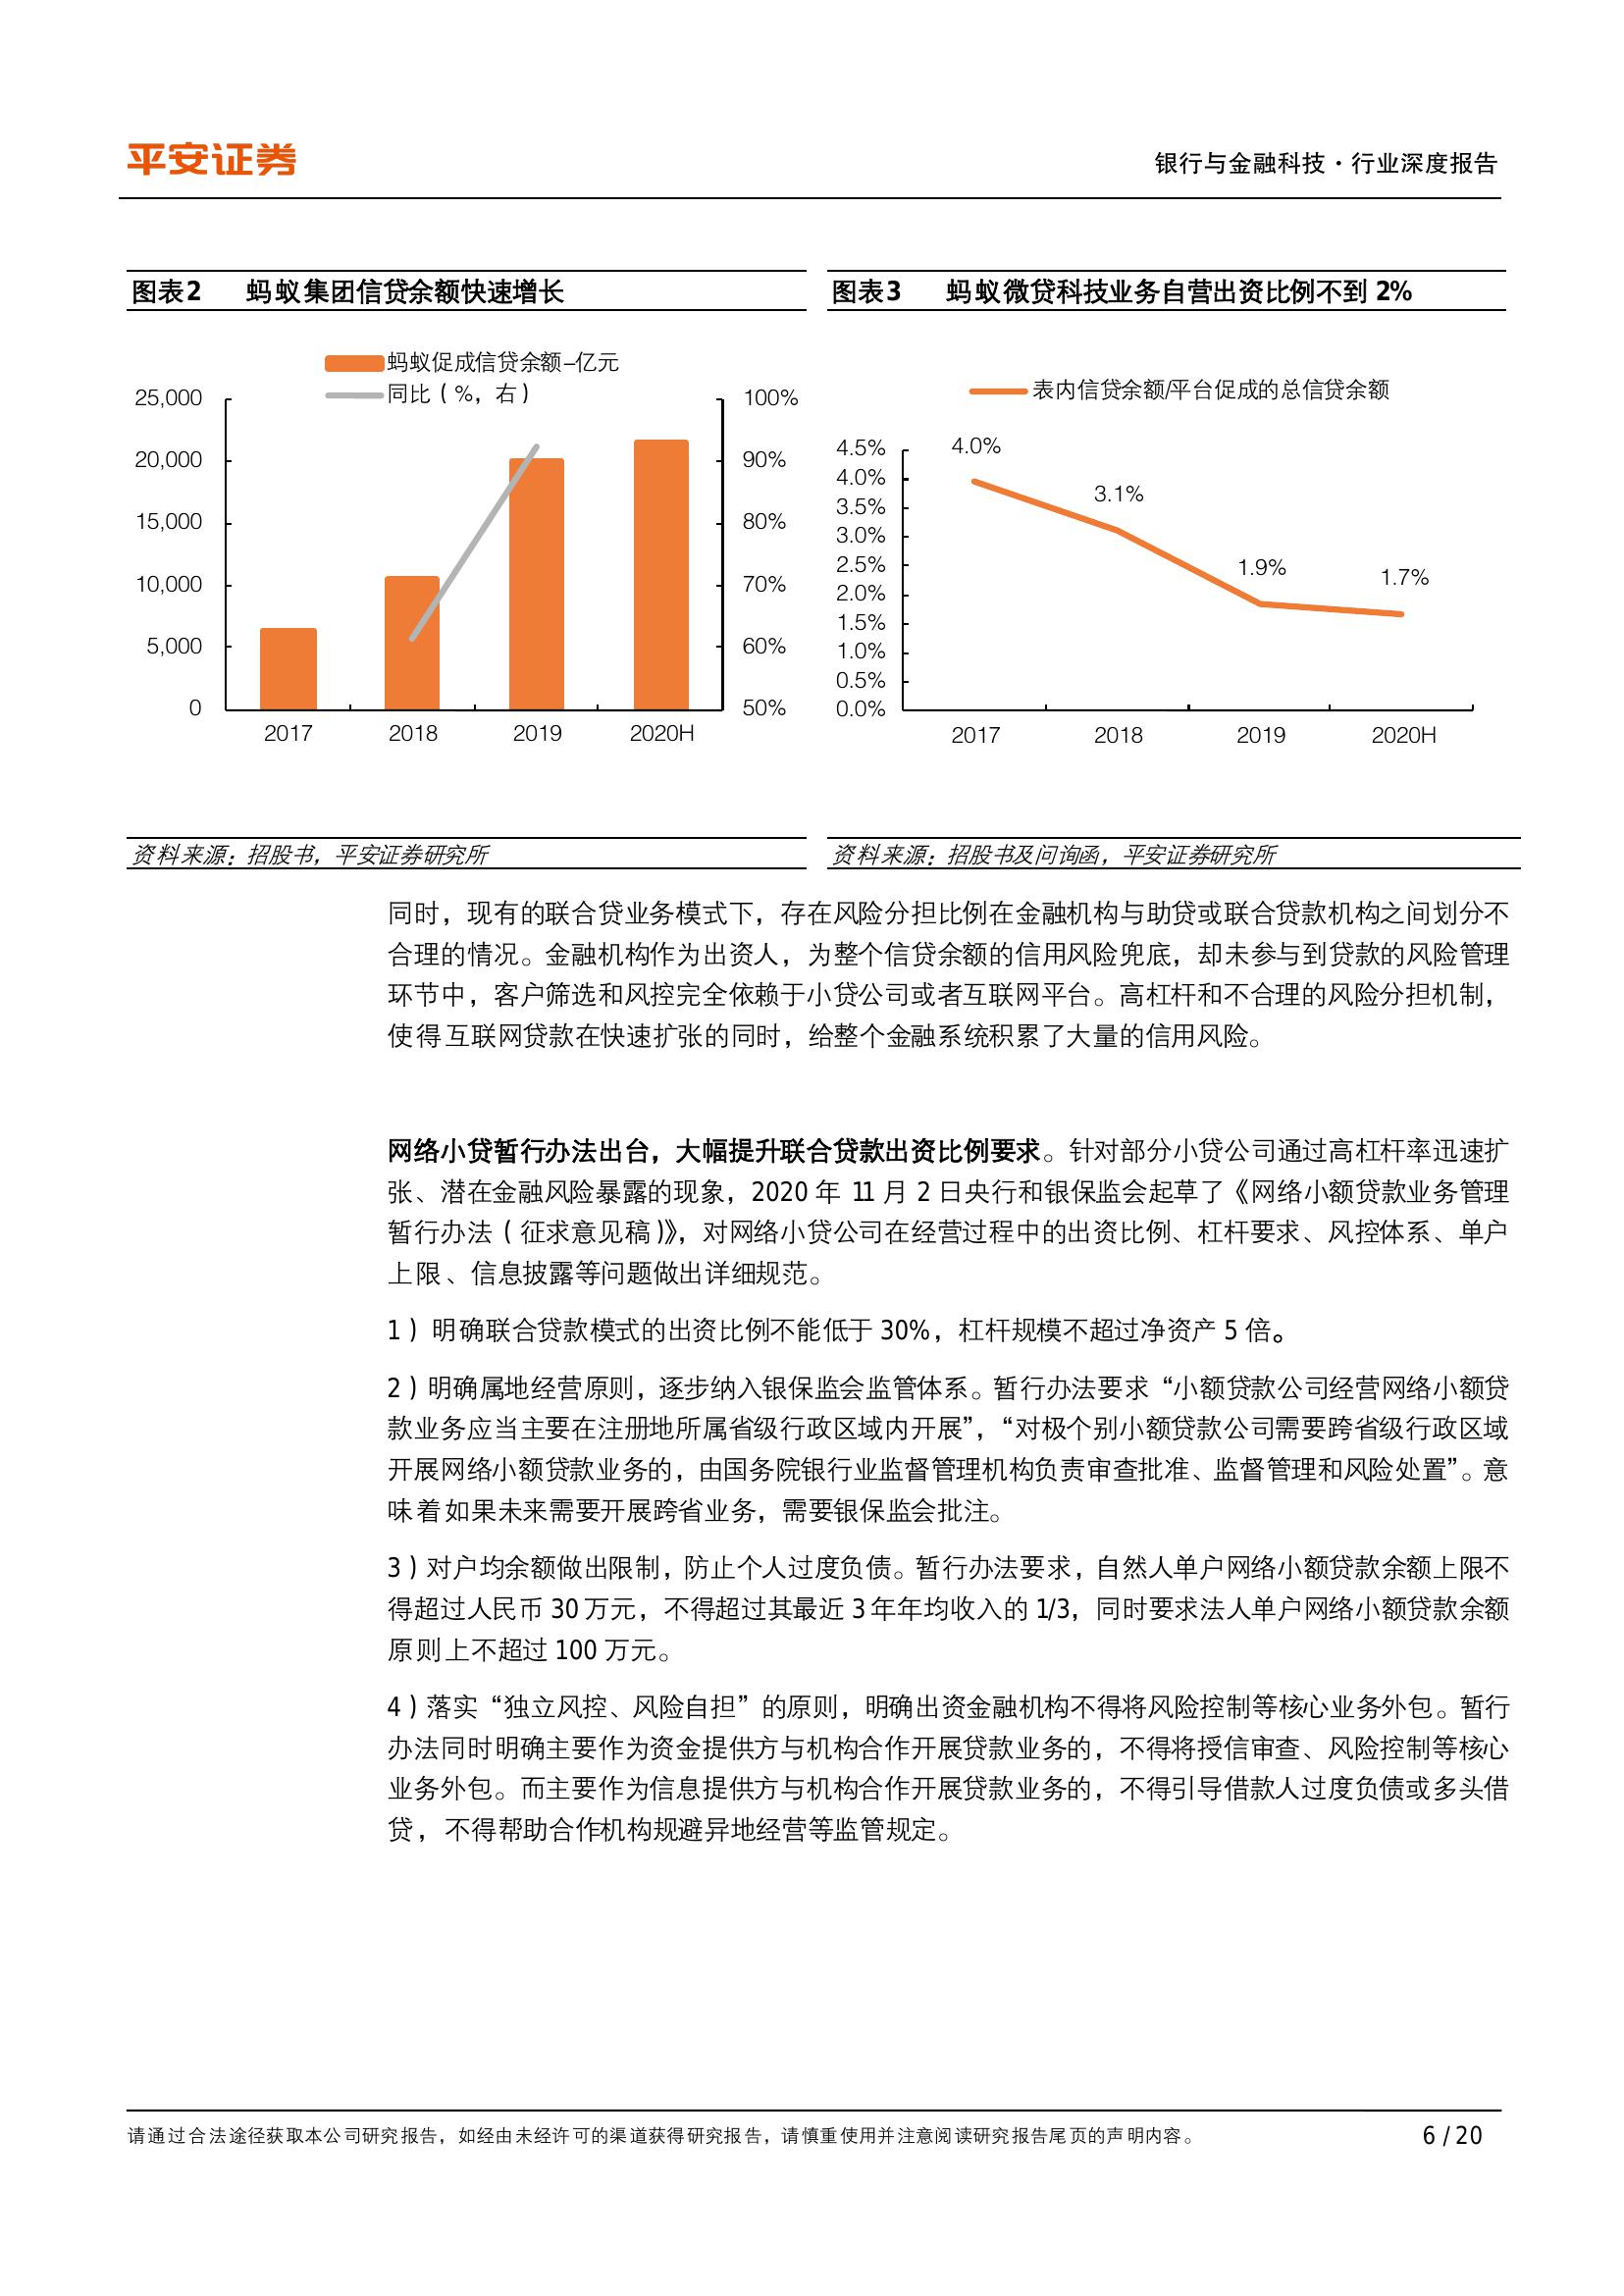 平安证券
银行与金融科技·行业深度报告
图表2 蚂蚁集团信贷余额快速增长
蚂蚁促成信贷余额-亿元
同比(%，右)
25,000
20,000
15,000
10,000
5,000
0
100%
90%
80%
70%
60%
50%
2017 2018 2019 2020H
资料来源：招股书，平安证券研究所
图表3 蚂蚁微贷科技业务自营出资比例不到 2%
表内信贷余额/平台促成的总信贷余额
4.5%
4.0%
3.5%
3.0%
2.5%
2.0%
1.5%
1.0%
0.5%
0.0%
4.0%
3.1%
1.9%
1.7%
2017 2018 2019 2020H
资料来源：招股书及问询函，平安证券研究所
同时，现有的联合贷业务模式下，存在风险分担比例在金融机构与助贷或联合贷款机构之间划分不
合理的情况。金融机构作为出资人，为整个信贷余额的信用风险兜底，却未参与到贷款的风险管理
环节中，客户筛选和风控完全依赖于小贷公司或者互联网平台。高杠杆和不合理的风险分担机制，
使得互联网贷款在快速扩张的同时，给整个金融系统积累了大量的信用风险。
网络小贷暂行办法出台，大幅提升联合贷款出资比例要求。针对部分小贷公司通过高杠杆率迅速扩
张、潜在金融风险暴露的现象，2020 年 11 月 2 日央行和银保监会起草了《网络小额贷款业务管理
暂行办法(征求意见稿)》，对网络小贷公司在经营过程中的出资比例、杠杆要求、风控体系、单户
上限、信息披露等问题做出详细规范。
1）明确联合贷款模式的出资比例不能低于 30%，杠杆规模不超过净资产 5 倍。
2）明确属地经营原则，逐步纳入银保监会监管体系。暂行办法要求“小额贷款公司经营网络小额贷
款业务应当主要在注册地所属省级行政区域内开展”，“对极个别小额贷款公司需要跨省级行政区域
开展网络小额贷款业务的，由国务院银行业监督管理机构负责审查批准、监督管理和风险处置”。意
味着如果未来需要开展跨省业务，需要银保监会批注。
3）对户均余额做出限制，防止个人过度负债。暂行办法要求，自然人单户网络小额贷款余额上限不
得超过人民币 30 万元，不得超过其最近 3 年年均收入的 1/3，同时要求法人单户网络小额贷款余额
原则上不超过 100 万元。
4）落实“独立风控、风险自担”的原则，明确出资金融机构不得将风险控制等核心业务外包。暂行
办法同时明确主要作为资金提供方与机构合作开展贷款业务的，不得将授信审查、风险控制等核心
业务外包。而主要作为信息提供方与机构合作开展贷款业务的，不得引导借款人过度负债或多头借
贷，不得帮助合作机构规避异地经营等监管规定。
请通过合法途径获取本公司研究报告，如经由未经许可的渠道获得研究报告，请慎重使用并注意阅读研究报告尾页的声明内容。
6 / 20